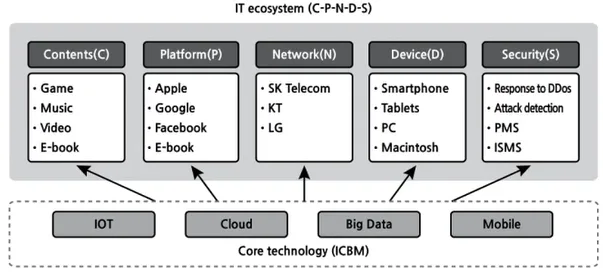 IT ecosystem (C-P-N-D-S)
Contents(C)
· Game
· Music
· Video
· E-book
Platform(P)
· Apple
· Google
· Facebook
· E-book
Network(N)
· SK Telecom
· KT
· LG
Device(D)
· Smartphone
· Tablets
· PC
· Macintosh
Security(S)
· Response to DDos
· Attack detection
· PMS
· ISMS
IOT
Cloud
Big Data
Mobile
Core technology (ICBM)